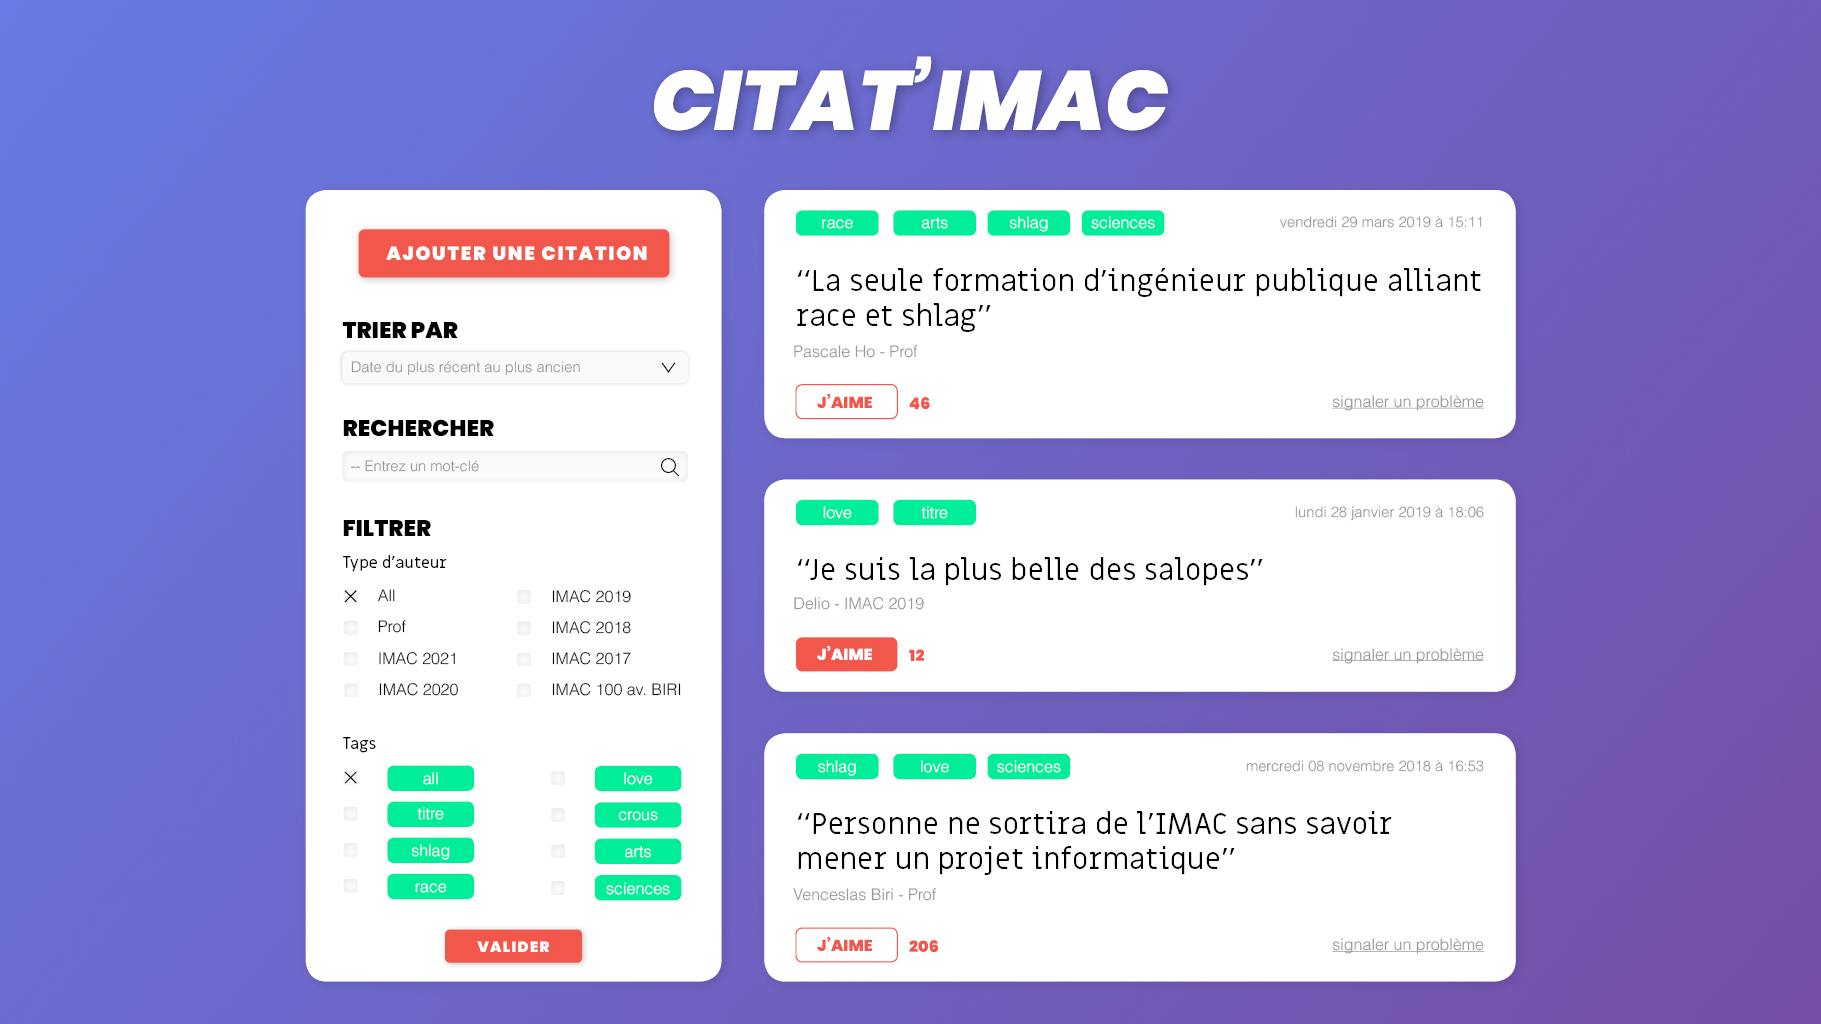 CITAT’IMAC
AJOUTER UNE CITATION
TRIER PAR
Date du plus récent au plus ancien
RECHERCHER
-- Entrez un mot-clé
FILTRER
Type d’auteur
All
IMAC 2019
Prof
IMAC 2018
IMAC 2021
IMAC 2017
IMAC 2020
IMAC 100 av. BIRI
Tags
all
love
titre
crous
shlag
arts
race
sciences
VALIDER
race arts shlag sciences
vendredi 29 mars 2019 à 15:11
“La seule formation d’ingénieur publique alliant
race et shlag”
Pascale Ho - Prof
J’AIME 46
signaler un problème
love titre
lundi 28 janvier 2019 à 18:06
“Je suis la plus belle des salopes”
Delio - IMAC 2019
J’AIME 12
signaler un problème
shlag love sciences
mercredi 08 novembre 2018 à 16:53
“Personne ne sortira de l’IMAC sans savoir
mener un projet informatique”
Venceslas Biri - Prof
J’AIME 206
signaler un problème